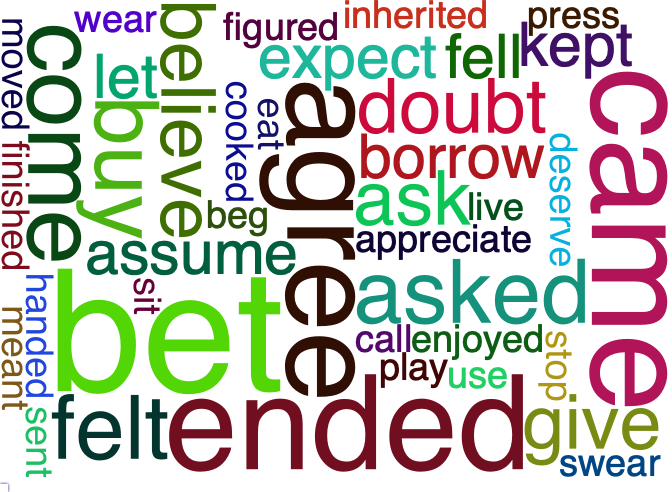 wear
believe
figured
inherited
press
moved
come
let
expect
fell
kept
buy
cooked
eat
agree
doubt
came
finished
borrow
deserve
beg
ask
live
assume
appreciate
handed
sit
bet
asked
meant
call
enjoyed
stop
play
use
sent
felt
ended
give
swear